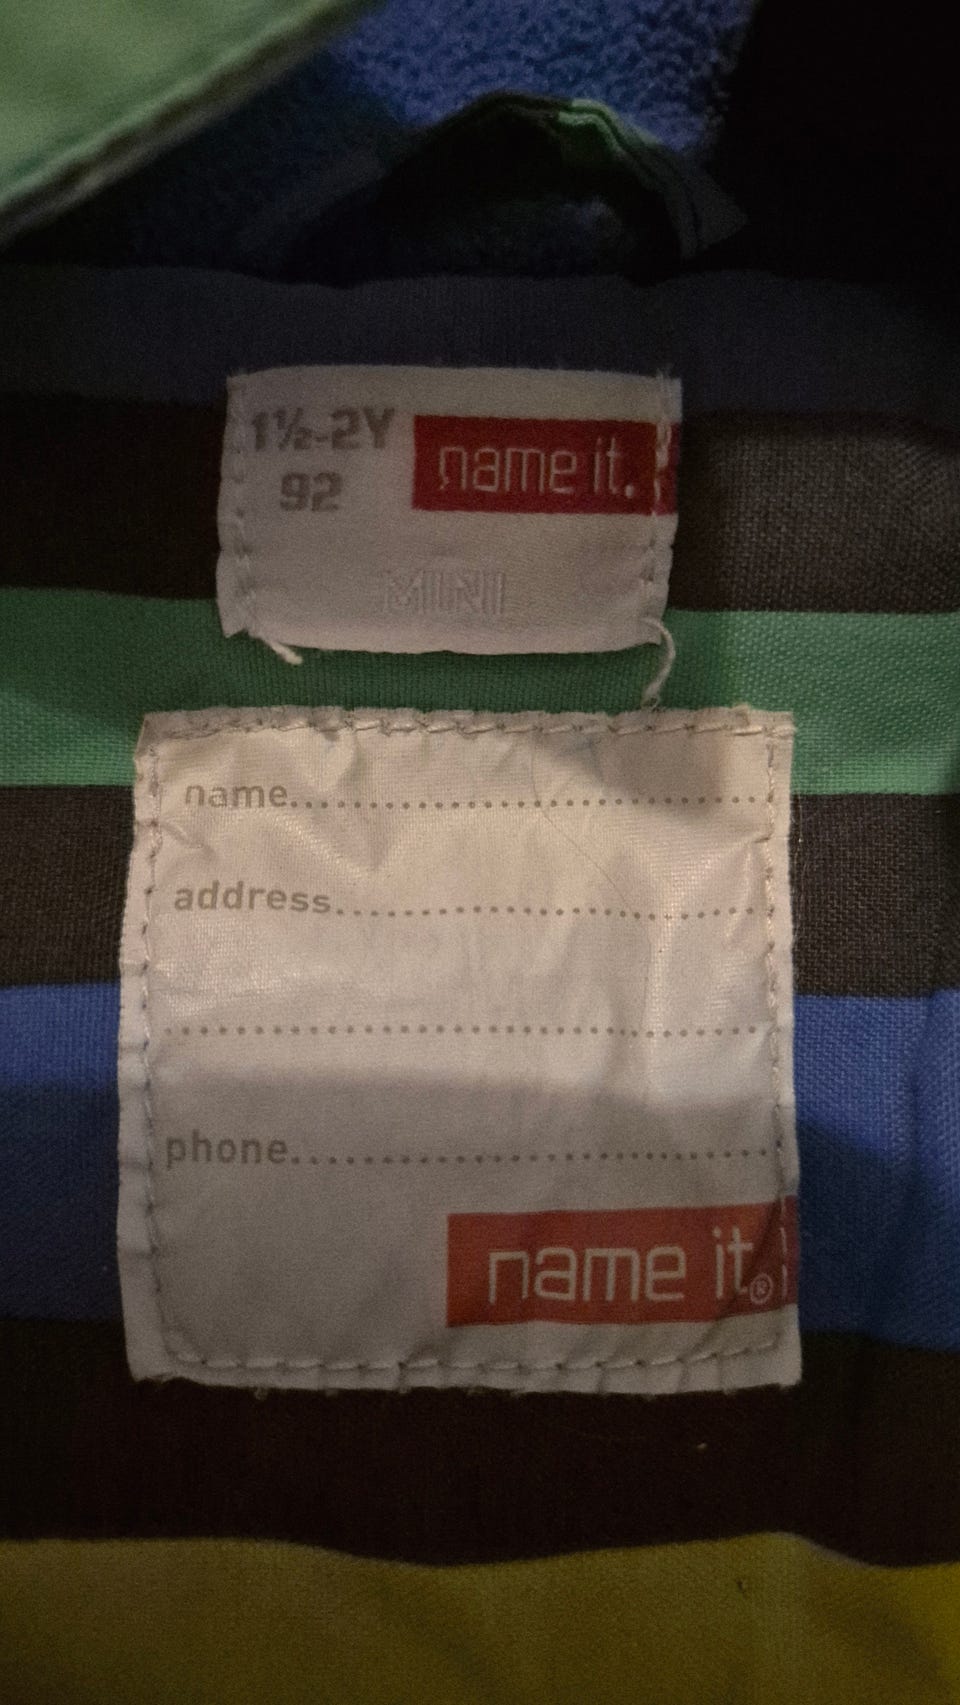 1½-2Y name it.
92
MINI
name....................................
address..............................
........................................
phone..............................
name it.®